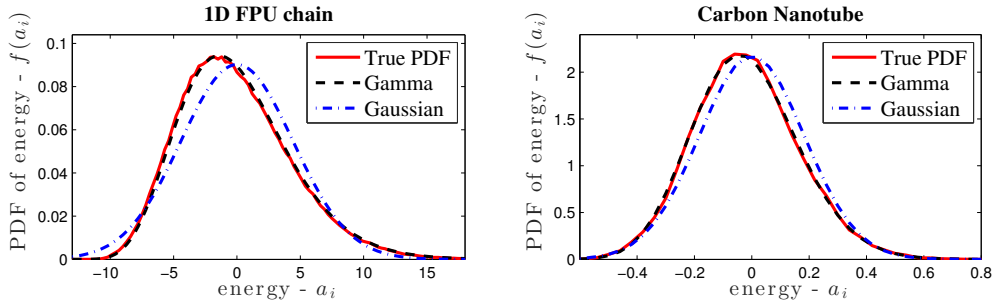 1D FPU chain
PDF of energy - f(a_i)
0.1
0.08
0.06
0.04
0.02
0
−10
−5
0
5
10
15
energy - a_i
True PDF
Gamma
Gaussian
Carbon Nanotube
PDF of energy - f(a_i)
2
1.5
1
0.5
0
−0.4
−0.2
0
0.2
0.4
0.6
0.8
energy - a_i
True PDF
Gamma
Gaussian